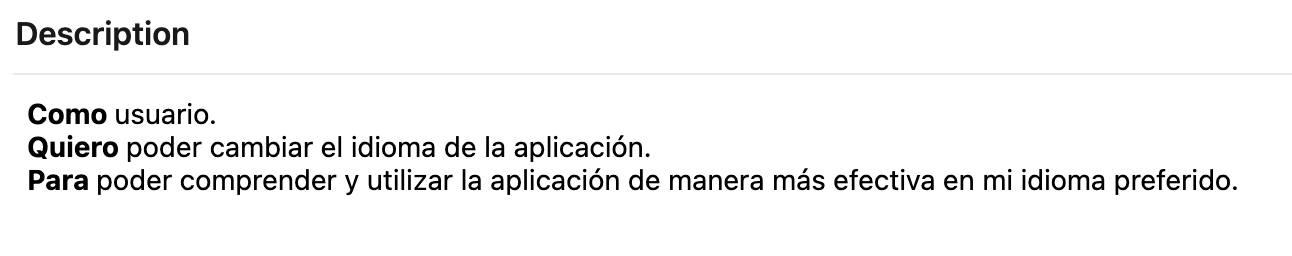 Description
Como usuario.
Quiero poder cambiar el idioma de la aplicación.
Para poder comprender y utilizar la aplicación de manera más efectiva en mi idioma preferido.